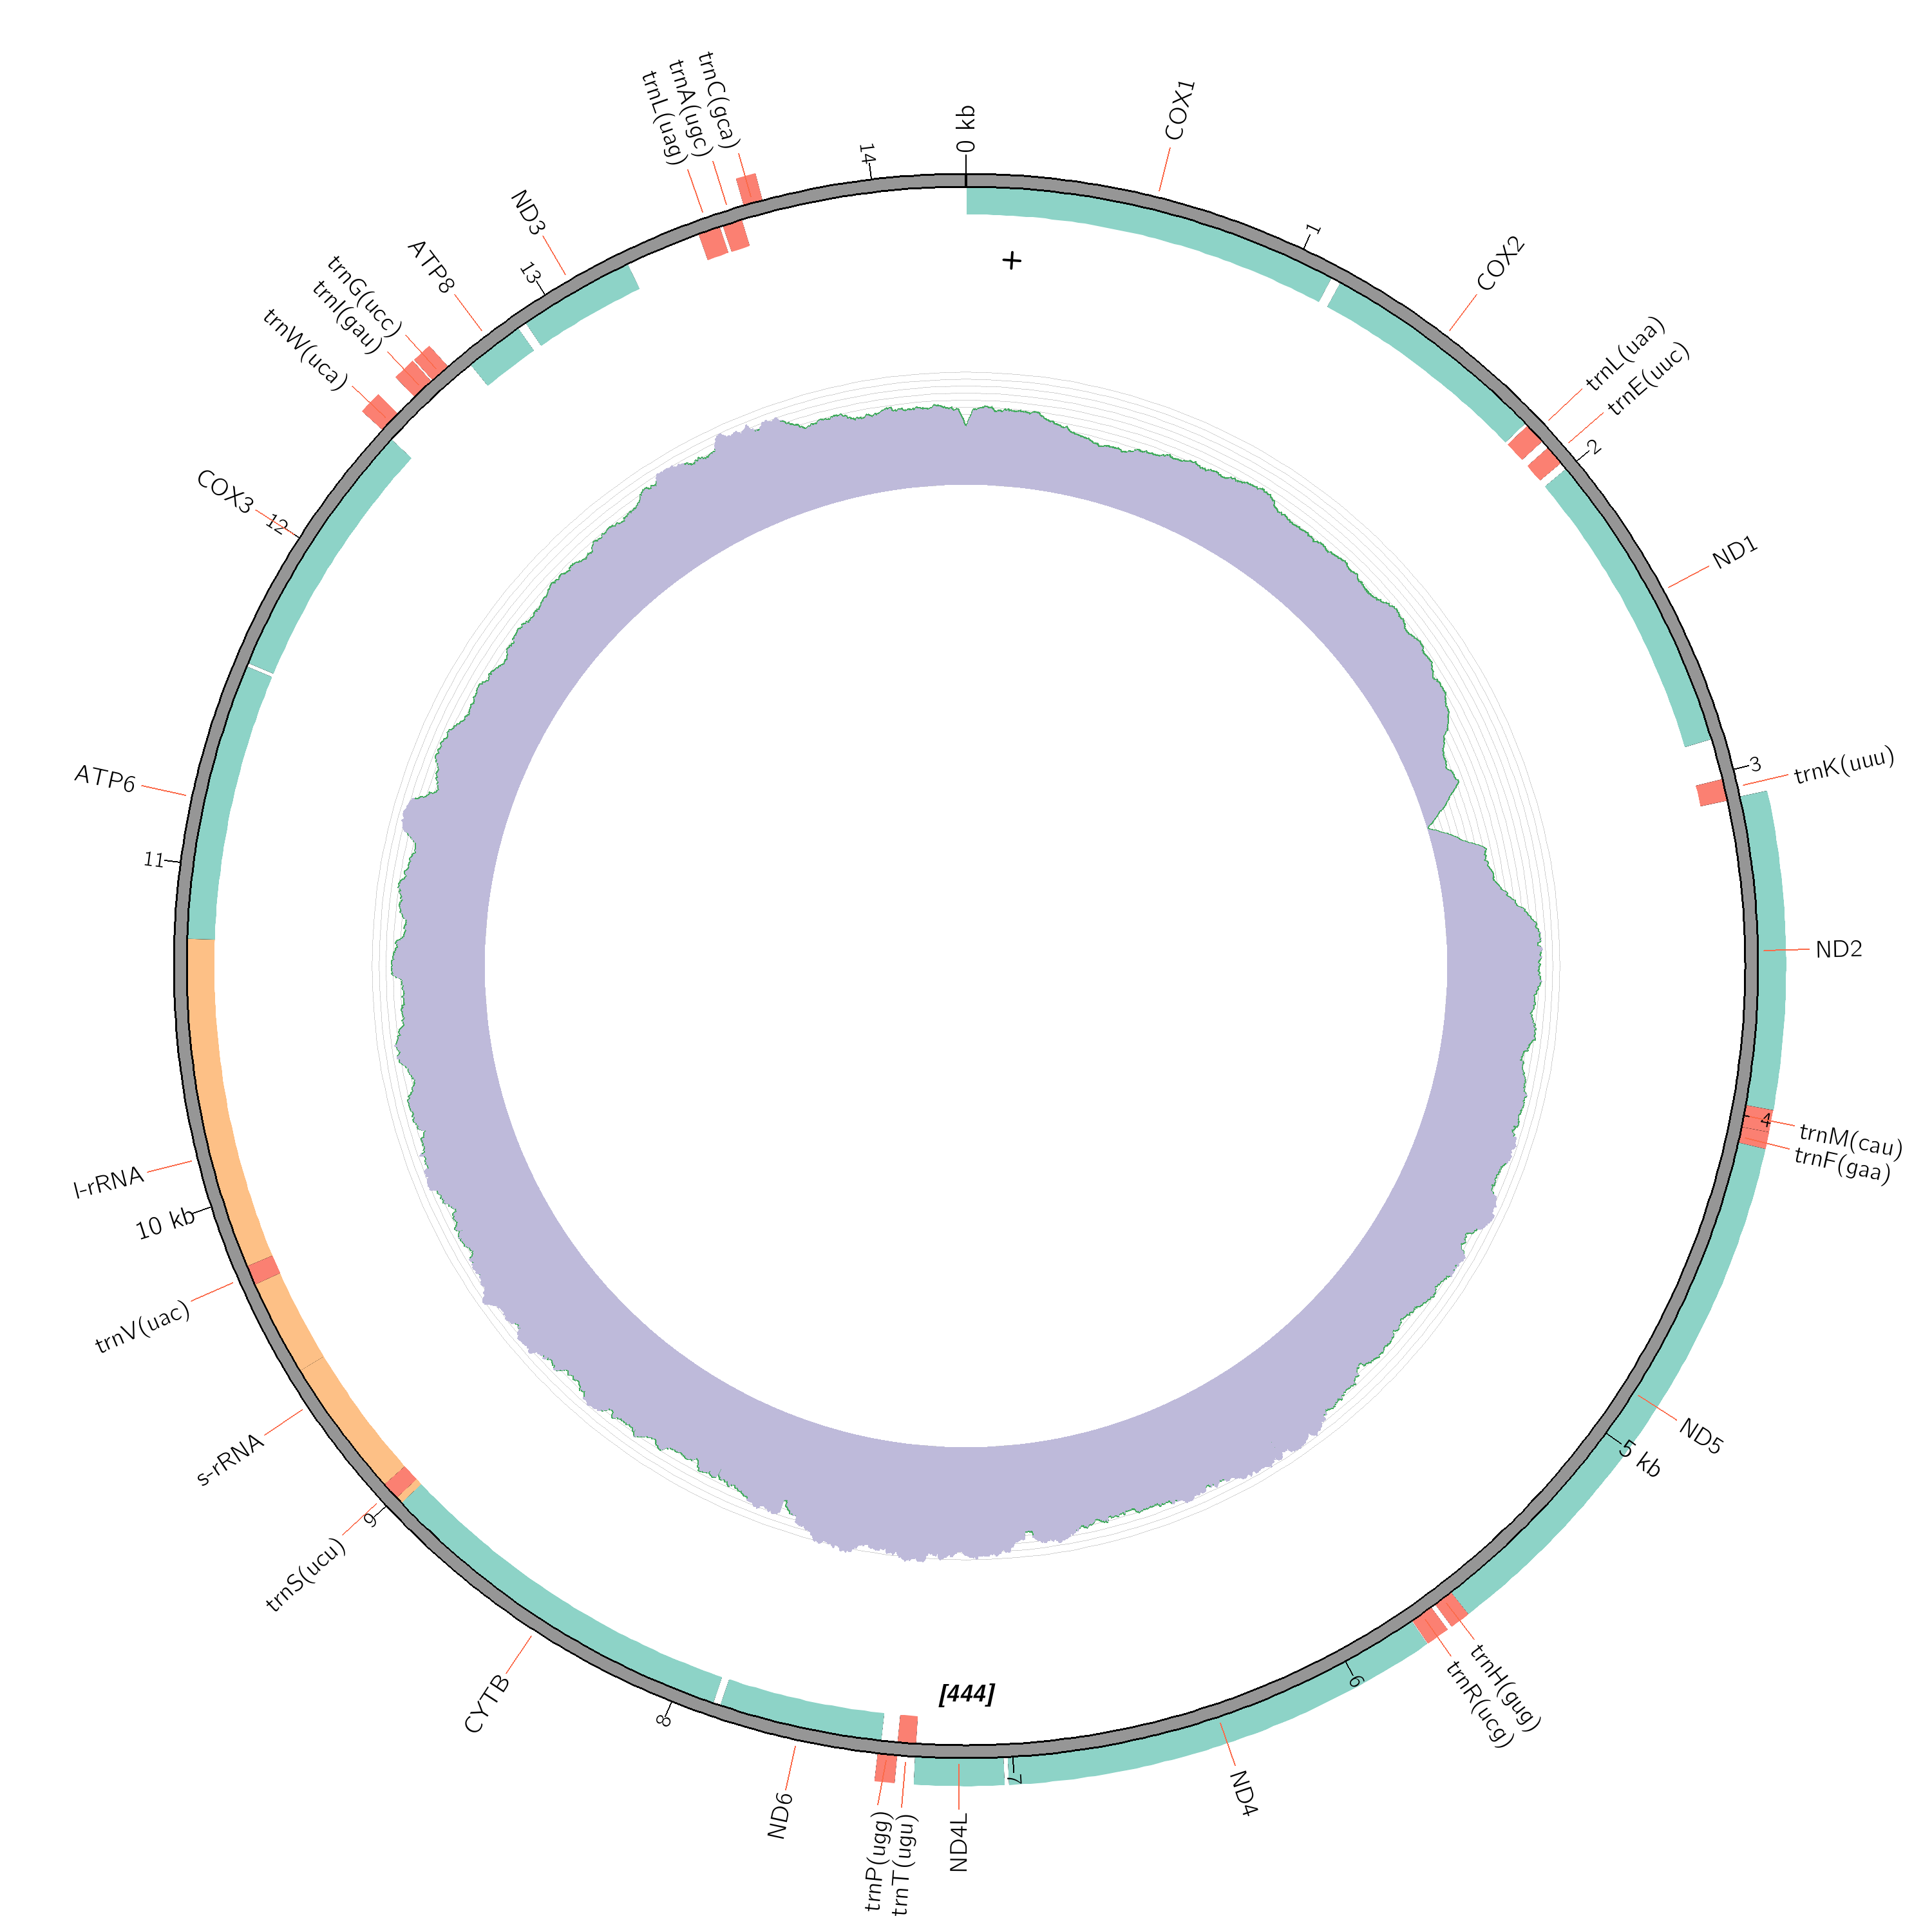 0 kb
COX1
1
COX2
trnL(uaa)
trnE(uuc)
2
ND1
3
trnK(uuu)
ND2
4
trnM(cau)
trnF(gaa)
ND5
5 kb
trnH(gug)
trnR(ucg)
6
ND4
7
ND4L
trnT(ugu)
trnP(ugg)
ND6
8
CYTB
9
trnS(ucu)
s-rRNA
trnV(uac)
10 kb
l-rRNA
11
ATP6
12
COX3
trnW(uca)
trnI(gau)
trnG(ucc)
ATP8
13
ND3
trnL(uag)
trnA(ugc)
trnC(gca)
14
+
[444]